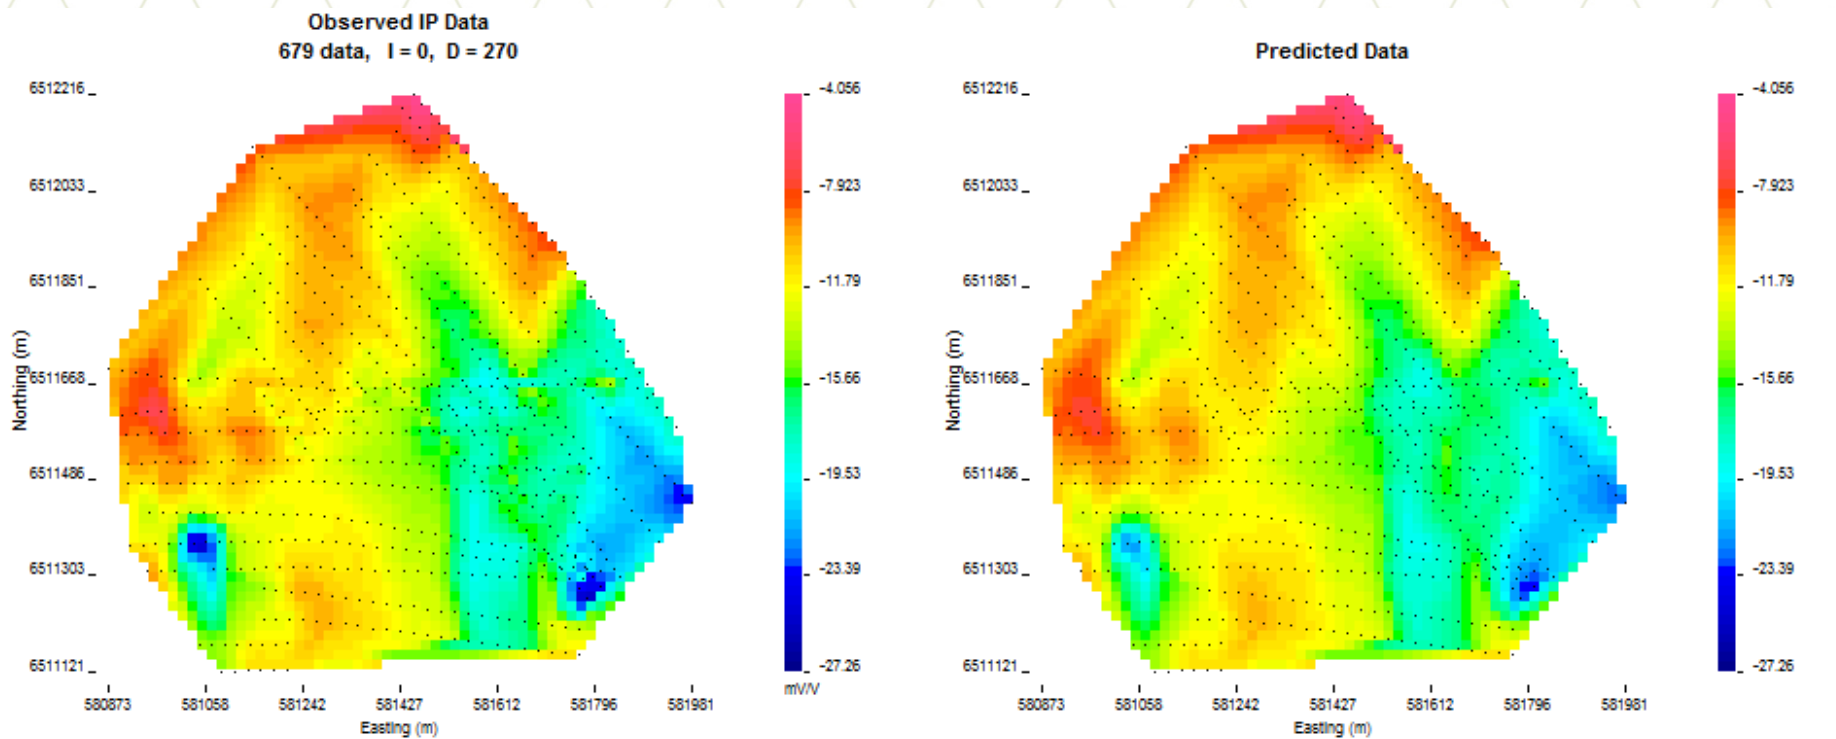 Observed IP Data
679 data, I = 0, D = 270
6512216
6512033
6511851
6511668
6511486
6511303
6511121
Northing (m)
580873 581058 581242 581427 581612 581796 581981
Easting (m)
-4.056
-7.923
-11.79
-15.66
-19.53
-23.39
-27.26
mV/V
Predicted Data
6512216
6512033
6511851
6511668
6511486
6511303
6511121
Northing (m)
580873 581058 581242 581427 581612 581796 581981
Easting (m)
-4.056
-7.923
-11.79
-15.66
-19.53
-23.39
-27.26